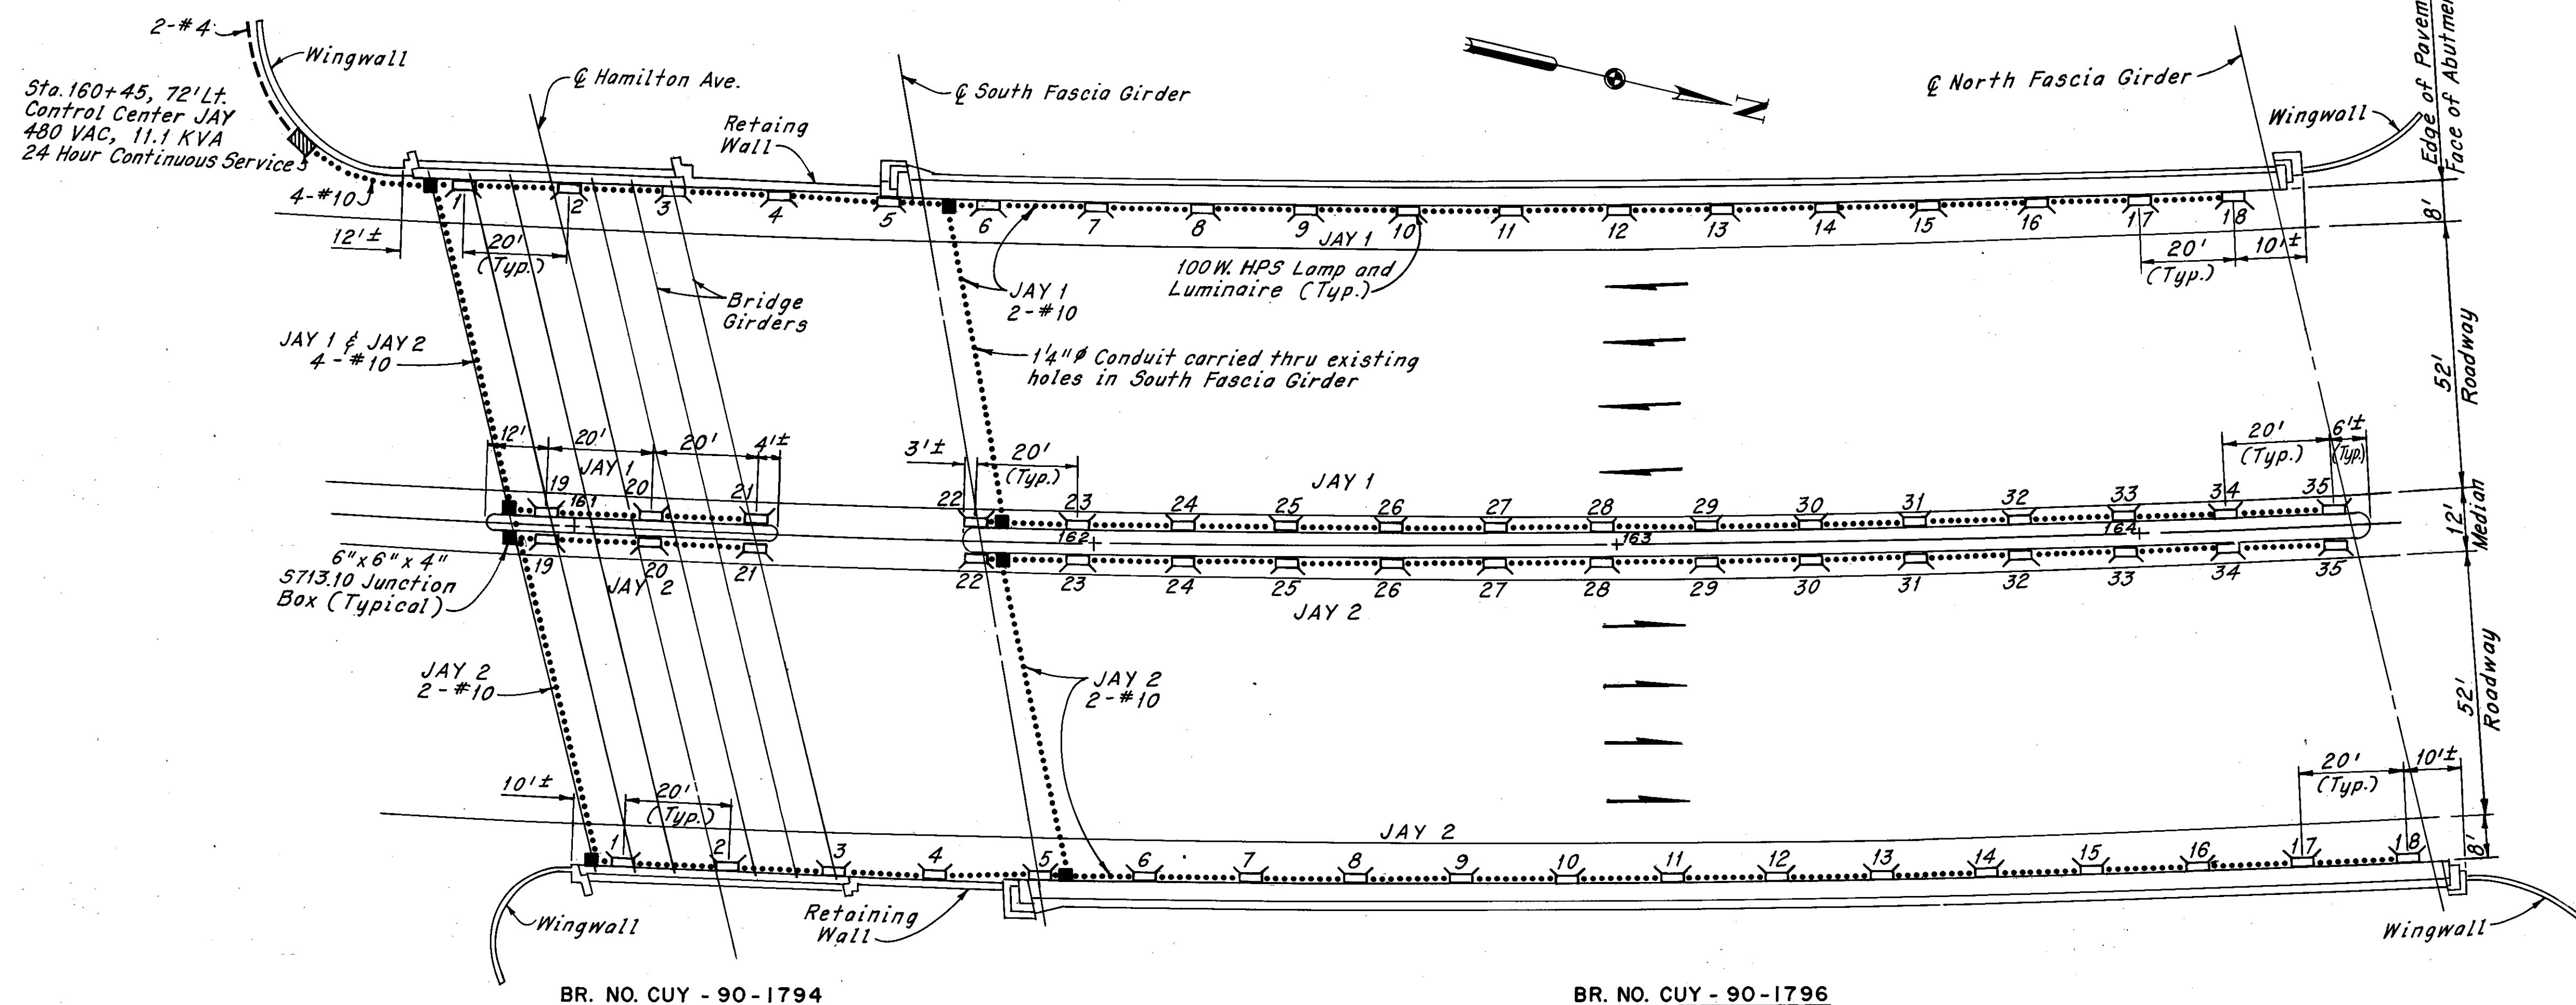 2-#4
Wingwall
Sta. 160+45, 72' Lt.
Control Center JAY
480 VAC, 11.1 KVA
24 Hour Continuous Service
4-#10
12'±
20'
(Typ.)
℄ Hamilton Ave.
Retaing
Wall
℄ South Fascia Girder
N
℄ North Fascia Girder
Wingwall
Edge of Pavem
Face of Abutme
1
2
3
4
5
6
7
8
9
10
11
12
13
14
15
16
17
18
JAY 1
100 W. HPS Lamp and
Luminaire (Typ.)
20'
(Typ.)
10'±
8'
52'
Roadway
12'
Median
52'
Roadway
8'
Bridge
Girders
JAY 1
2-#10
1¼"ø Conduit carried thru existing
holes in South Fascia Girder
JAY 1 & JAY 2
4-#10
12'
20'
20'
4'±
JAY 1
3'±
20'
(Typ.)
JAY 1
20'
(Typ.)
6'±
(Typ.)
19
20
21
22
23
24
25
26
27
28
29
30
31
32
33
34
35
161
162
163
164
19
20
21
22
23
24
25
26
27
28
29
30
31
32
33
34
35
JAY 2
JAY 2
6" x 6" x 4"
S713.10 Junction
Box (Typical)
JAY 2
2-#10
JAY 2
2-#10
10'±
20'
(Typ.)
JAY 2
20'
(Typ.)
10'±
1
2
3
4
5
6
7
8
9
10
11
12
13
14
15
16
17
18
Wingwall
Retaining
Wall
Wingwall
BR. NO. CUY - 90 - 1794
BR. NO. CUY - 90 - 1796